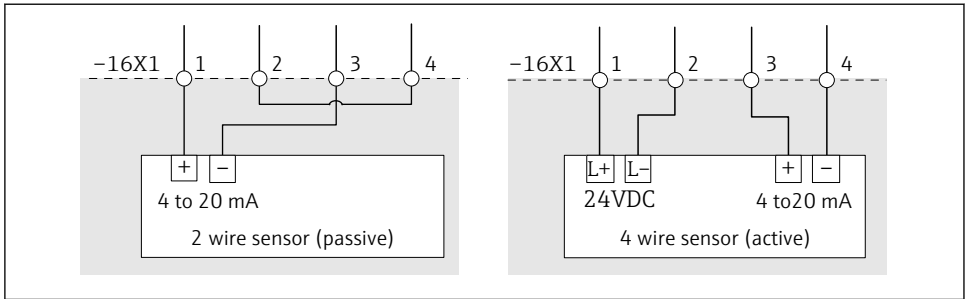 -16X1 1 2 3 4
+ -
4 to 20 mA
2 wire sensor (passive)
-16X1 1 2 3 4
L+ L- + -
24VDC 4 to20 mA
4 wire sensor (active)